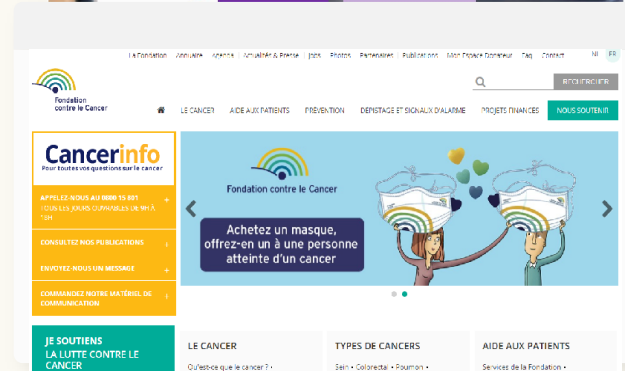 La Fondation Annuaire Agenda Actualités & Presse Jobs Photos Partenaires Publications Mon Espace Donateur Faq Contact NL FR
RECHERCHER
Fondation
contre le Cancer
LE CANCER AIDE AUX PATIENTS PRÉVENTION DÉPISTAGE ET SIGNAUX D'ALARME PROJETS FINANCÉS NOUS SOUTENIR
Cancerinfo
Pour toutes vos questions sur le cancer
APPELEZ-NOUS AU 0800 15 801 +
TOUS LES JOURS OUVRABLES DE 9H À
18H
CONSULTEZ NOS PUBLICATIONS +
ENVOYEZ-NOUS UN MESSAGE +
COMMANDEZ NOTRE MATÉRIEL DE +
COMMUNICATION
Fondation contre le Cancer
Achetez un masque,
offrez-en un à une personne
atteinte d'un cancer
JE SOUTIENS
LA LUTTE CONTRE LE
CANCER
LE CANCER
Qu'est-ce que le cancer ? •
TYPES DE CANCERS
Sein • Colorectal • Poumon •
AIDE AUX PATIENTS
Services de la Fondation •